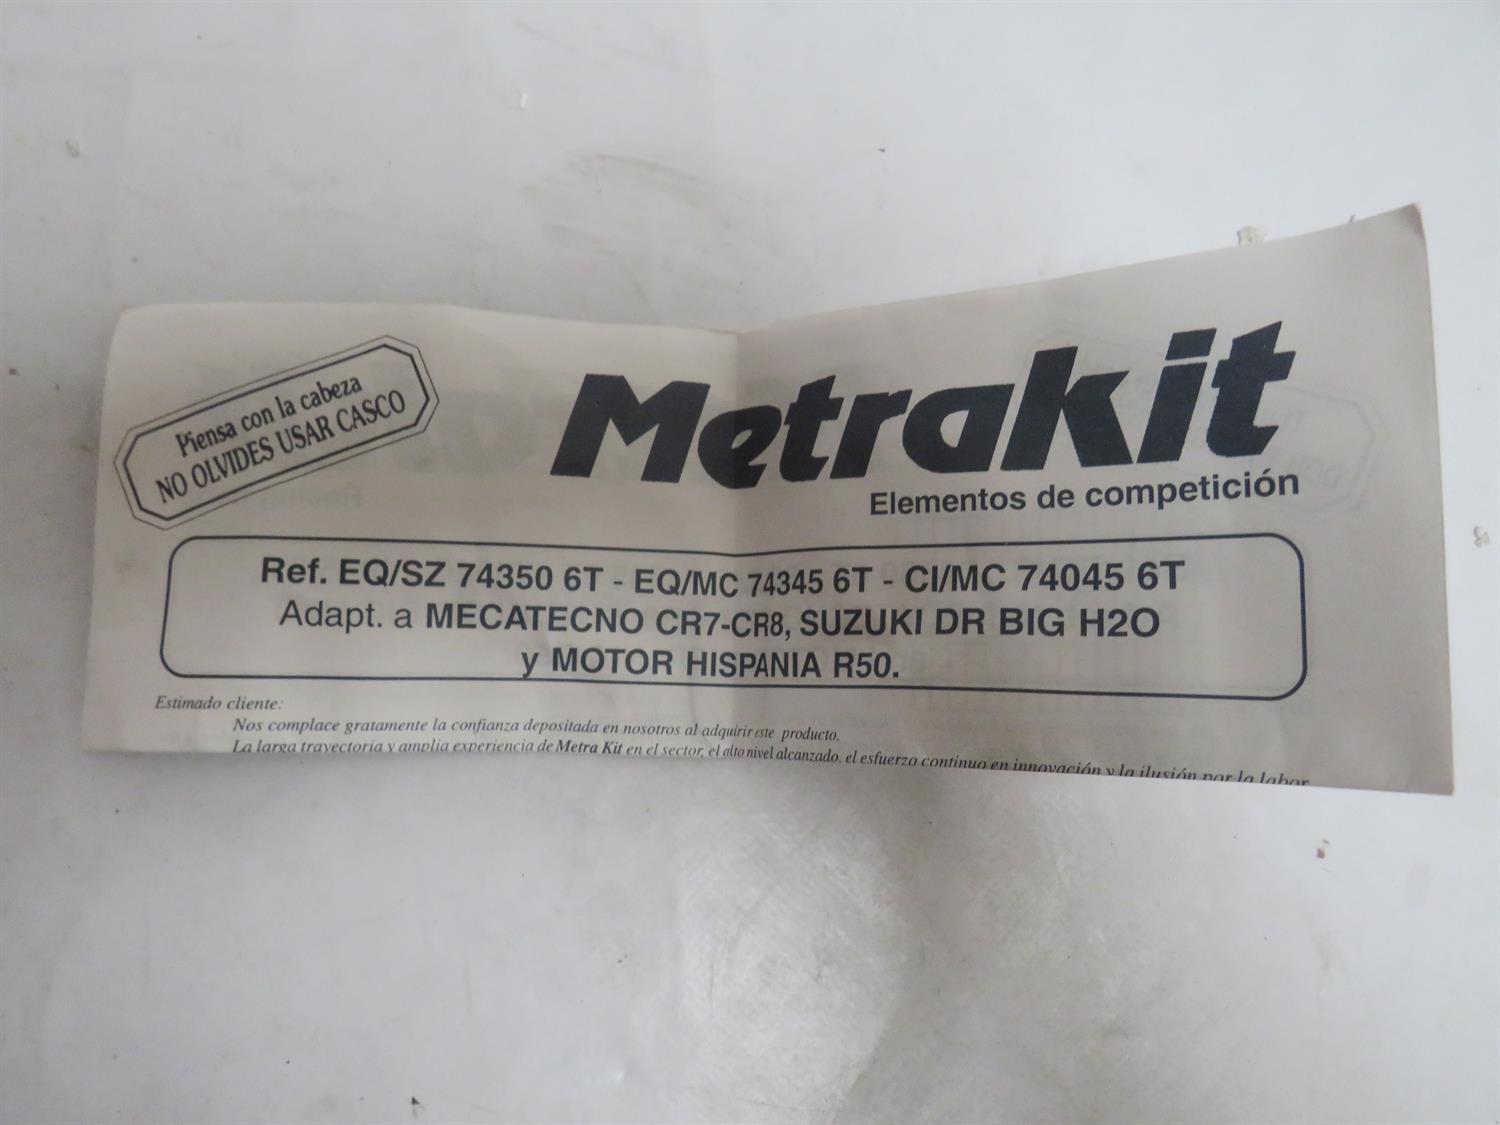 Piensa con la cabeza
NO OLVIDES USAR CASCO
Metrakit
Elementos de competición
Ref. EQ/SZ 74350 6T - EQ/MC 74345 6T - CI/MC 74045 6T
Adapt. a MECATECNO CR7-CR8, SUZUKI DR BIG H2O
y MOTOR HISPANIA R50.
Estimado cliente:
Nos complace gratamente la confianza depositada en nosotros al adquirir este producto.
La larga trayectoria y amplia experiencia de Metra Kit en el sector, el alto nivel alcanzado, el esfuerzo continuo en innovación y la ilusión por la labor